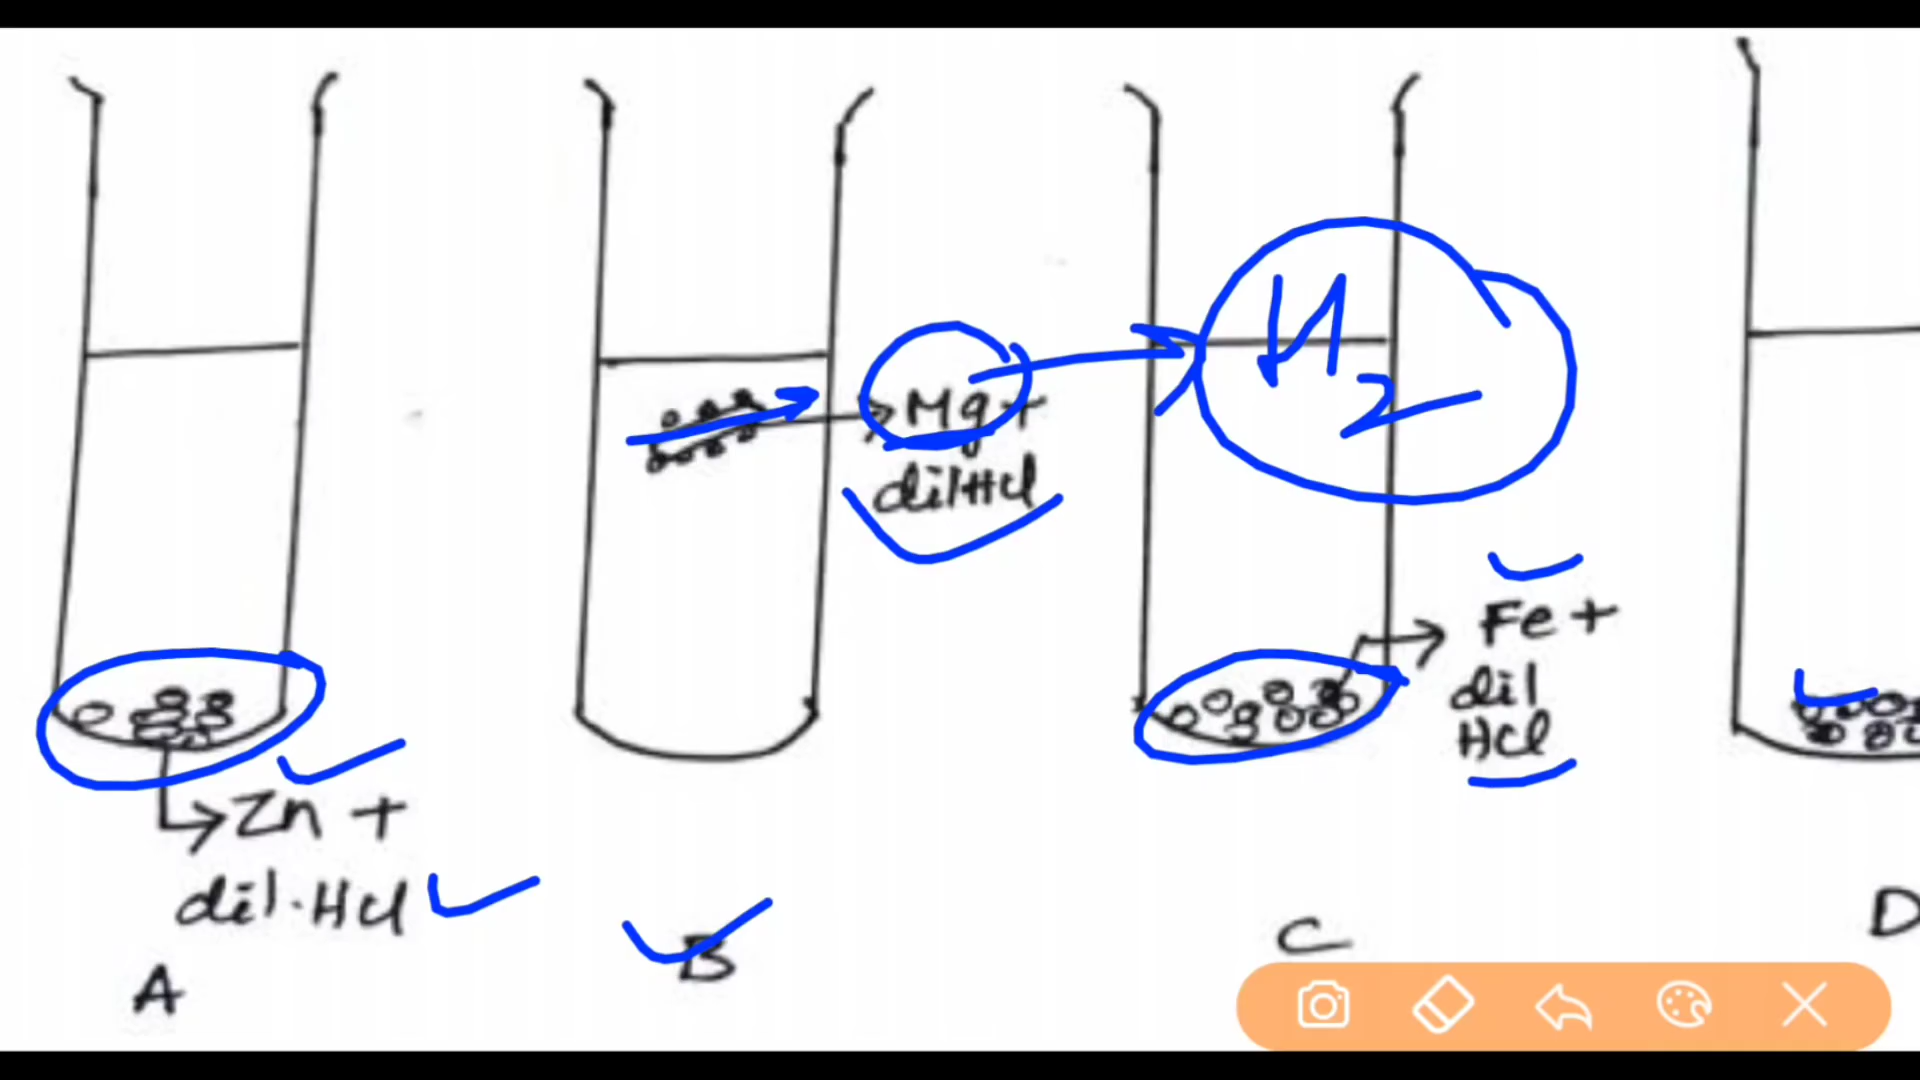 Mg+
dil HCl
H2
Fe +
dil
HCl
Zn +
dil. HCl
A
B
C
D